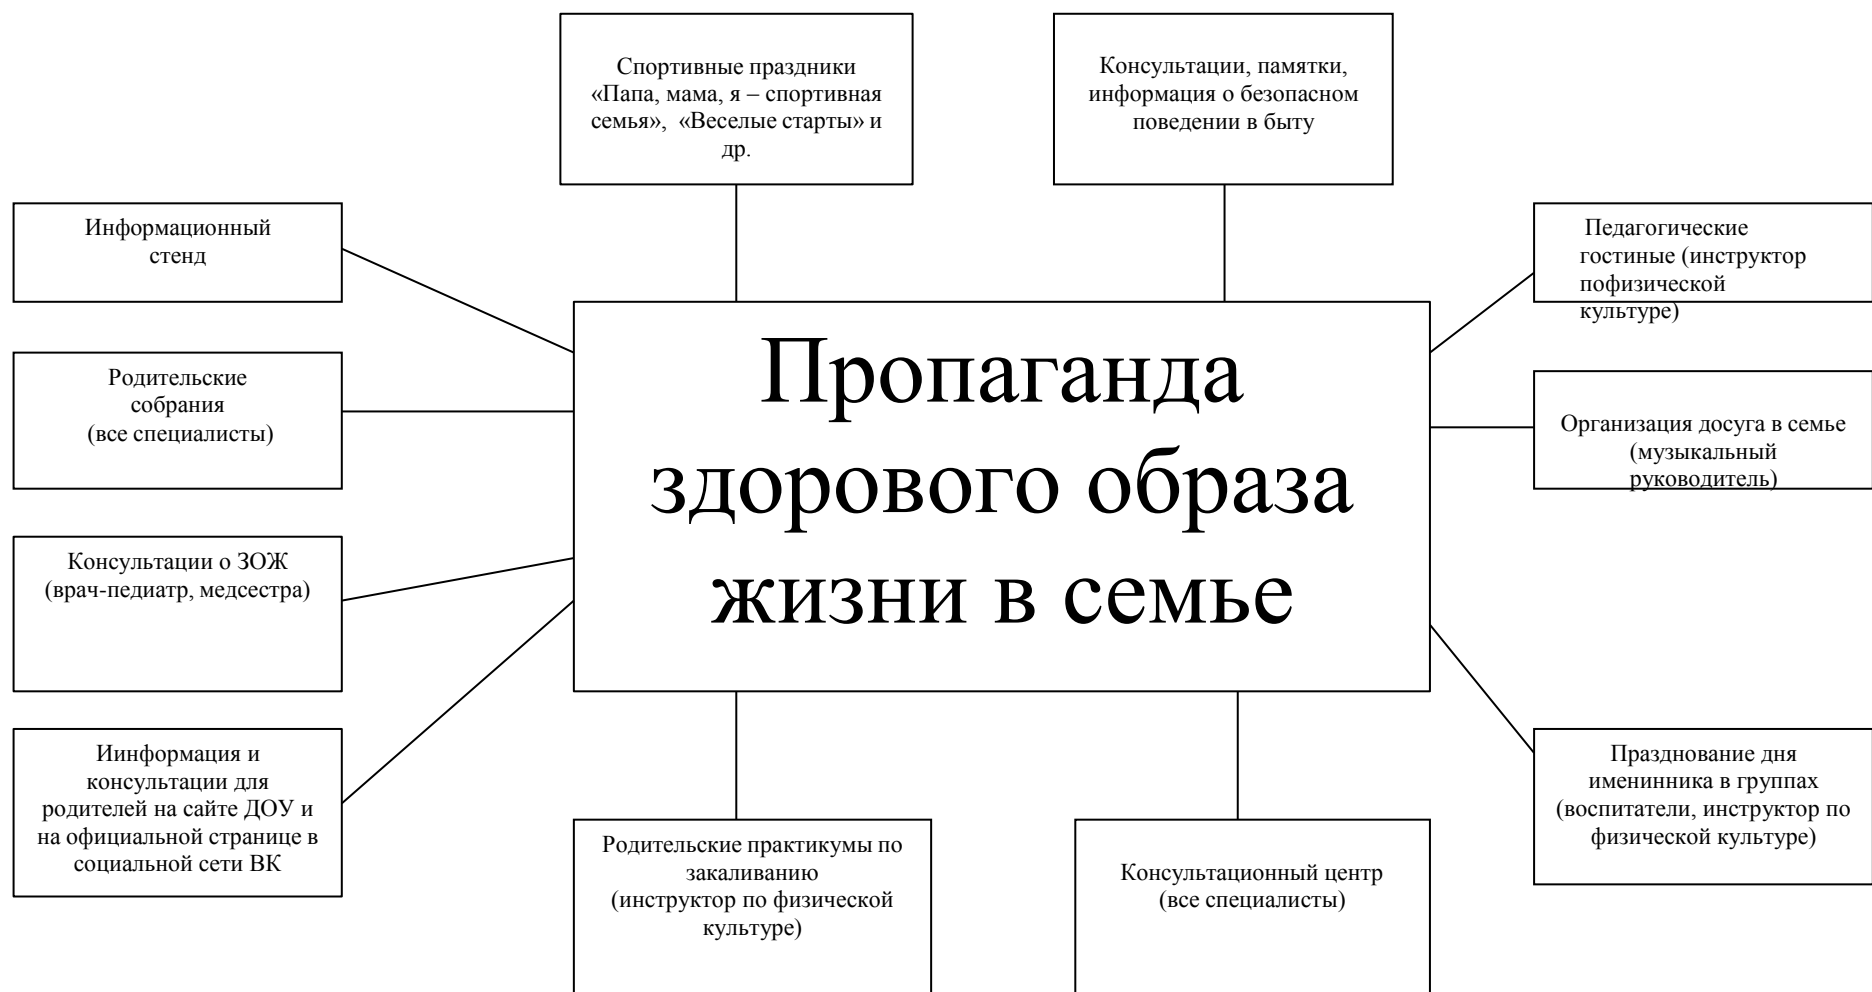 Спортивные праздники
«Папа, мама, я – спортивная
семья», «Веселые старты» и
др.
Консультации, памятки,
информация о безопасном
поведении в быту
Информационный
стенд
Педагогические
гостиные (инструктор
пофизической
культуре)
Родительские
собрания
(все специалисты)
Пропаганда
здорового образа
жизни в семье
Организация досуга в семье
(музыкальный
руководитель)
Консультации о ЗОЖ
(врач-педиатр, медсестра)
Иинформация и
консультации для
родителей на сайте ДОУ и
на официальной странице в
социальной сети ВК
Празднование дня
именинника в группах
(воспитатели, инструктор по
физической культуре)
Родительские практикумы по
закаливанию
(инструктор по физической
культуре)
Консультационный центр
(все специалисты)